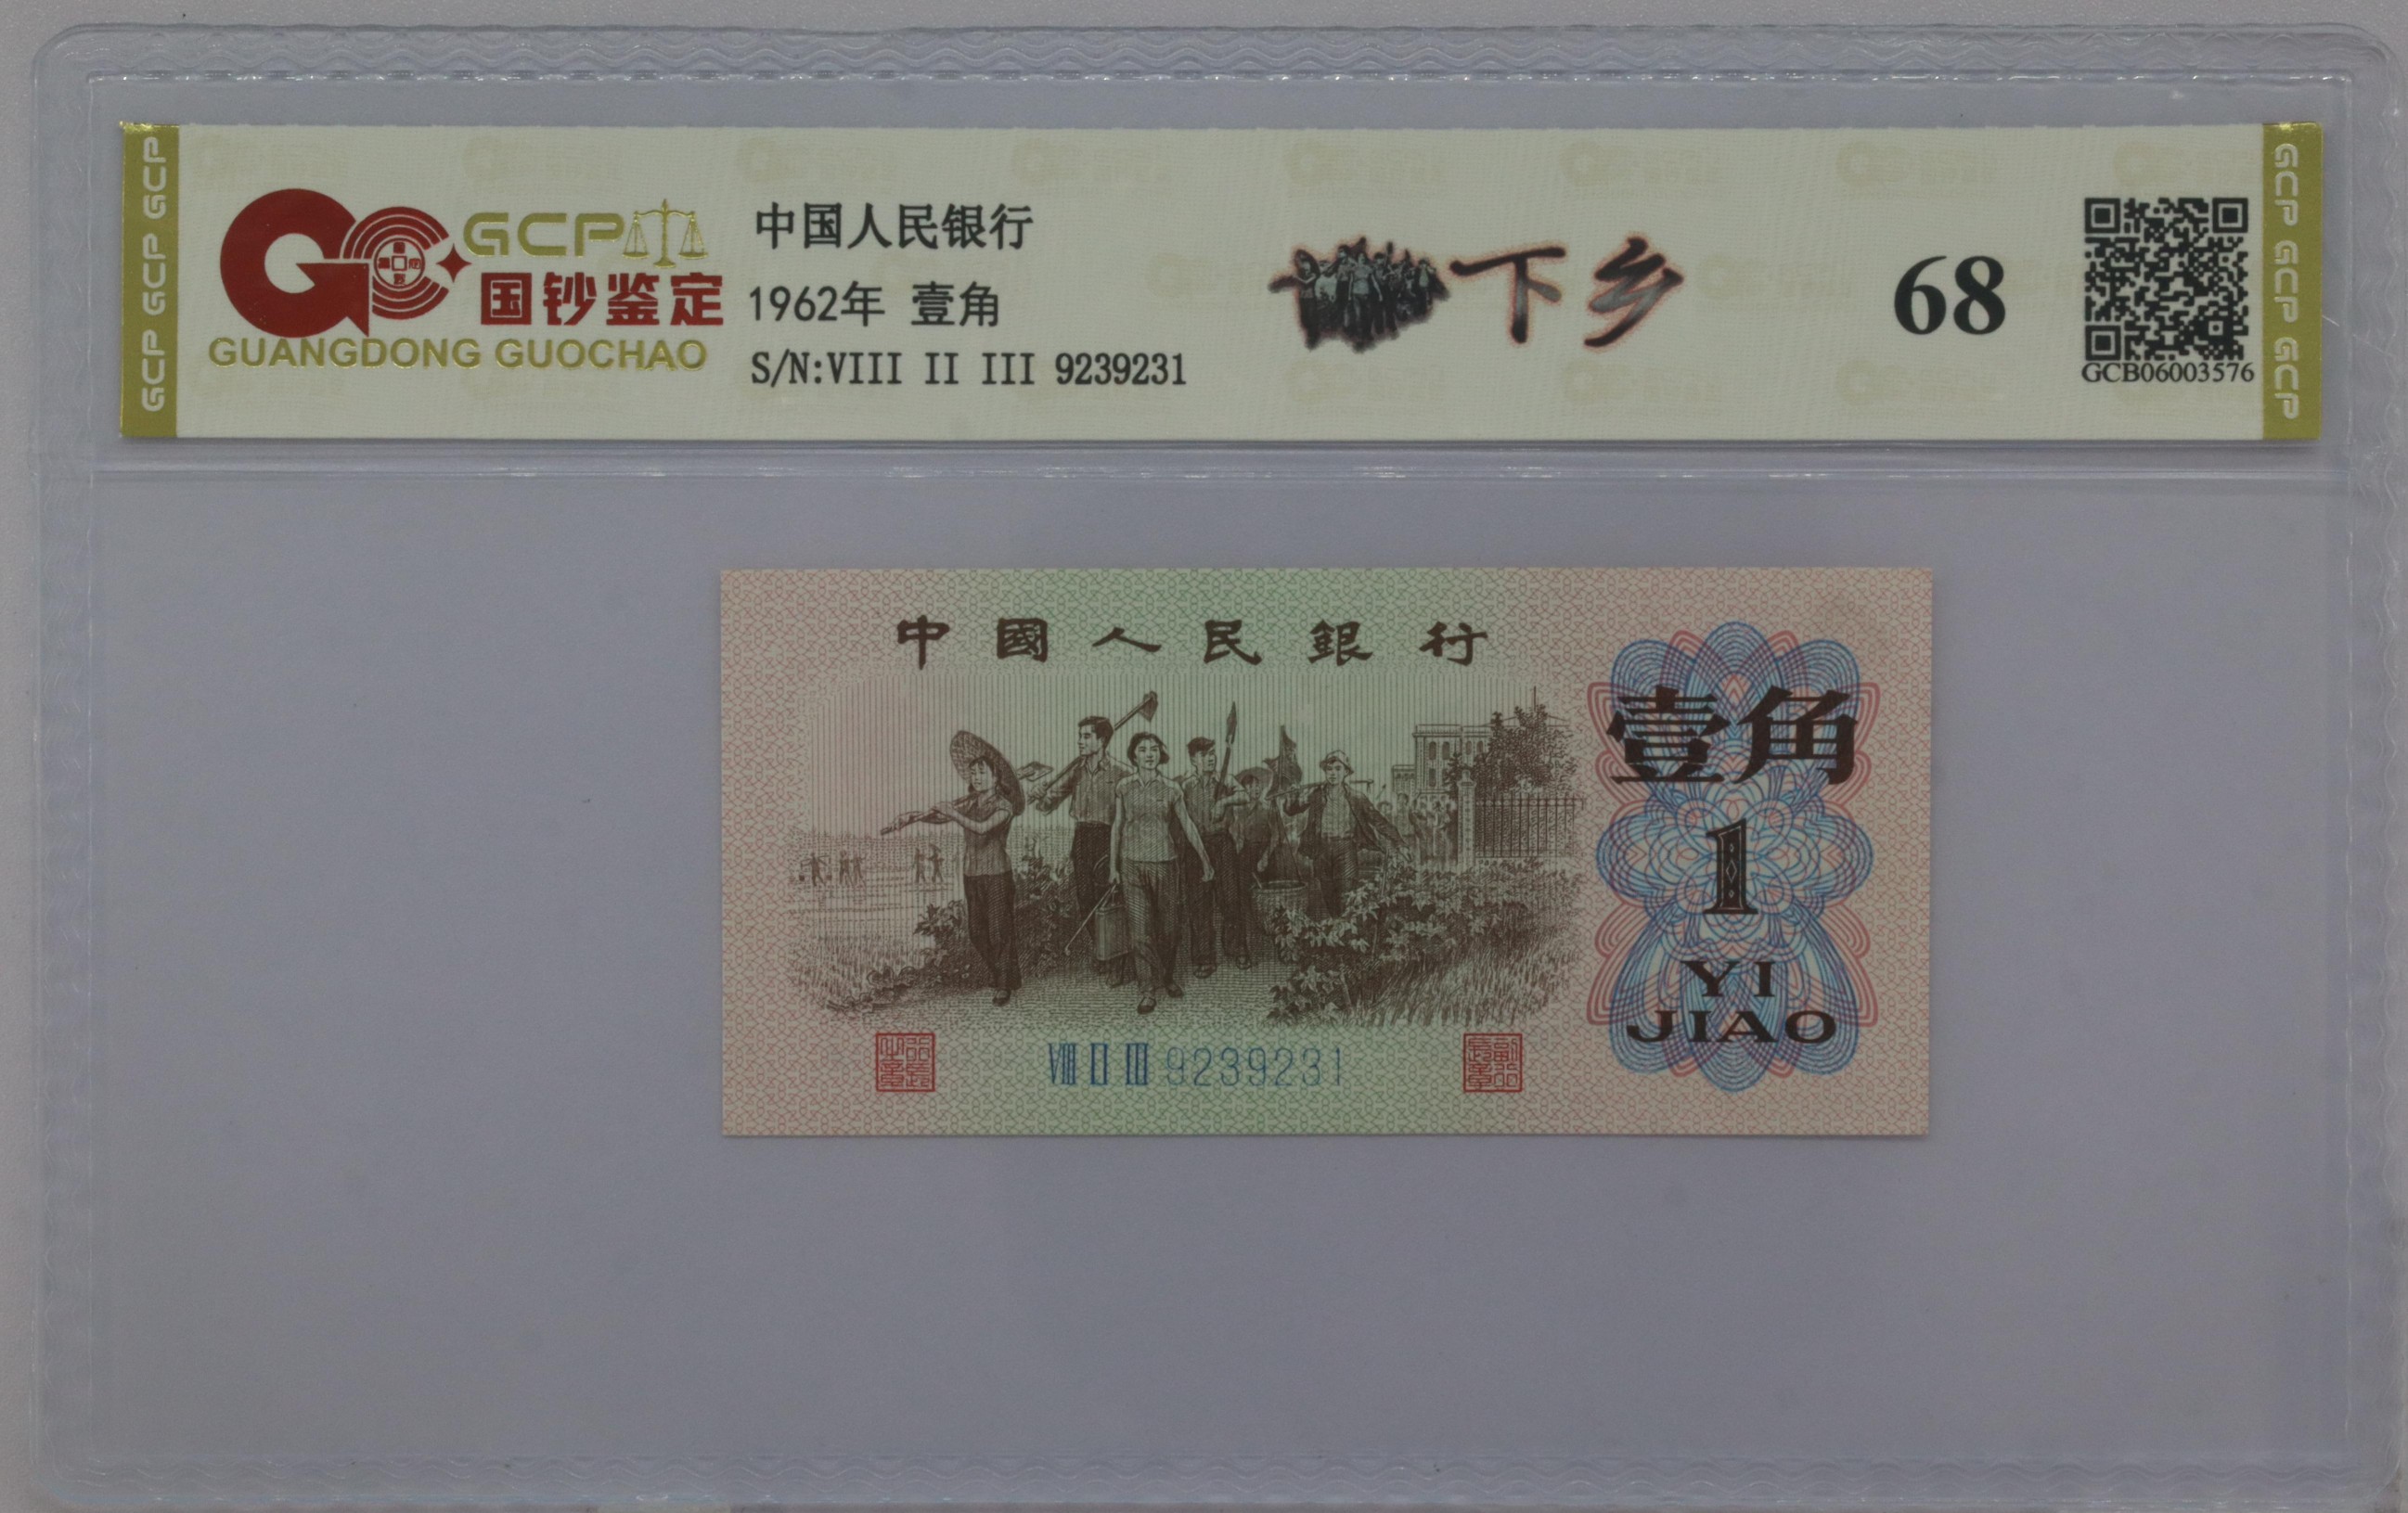 GCP GCP GCP
GCP
国钞鉴定
GUANGDONG GUOCHAO
中国人民银行
1962年 壹角
S/N:VIII II III 9239231
下乡
68
GCB06003576
GCP GCP GCP
中國人民銀行
壹角
1
YI
JIAO
VIII II III 9239231